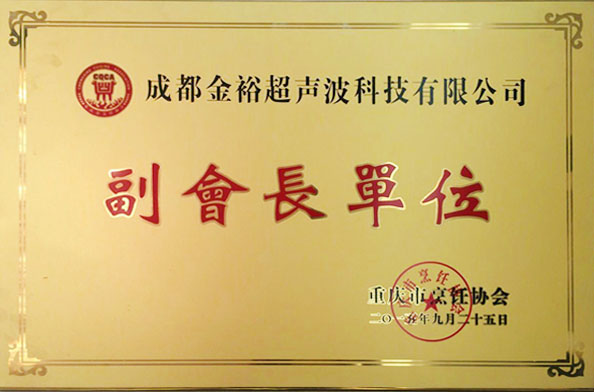 CQCA
成都金裕超声波科技有限公司
副會長單位
重庆市烹饪协会
二〇一五年九月二十五日